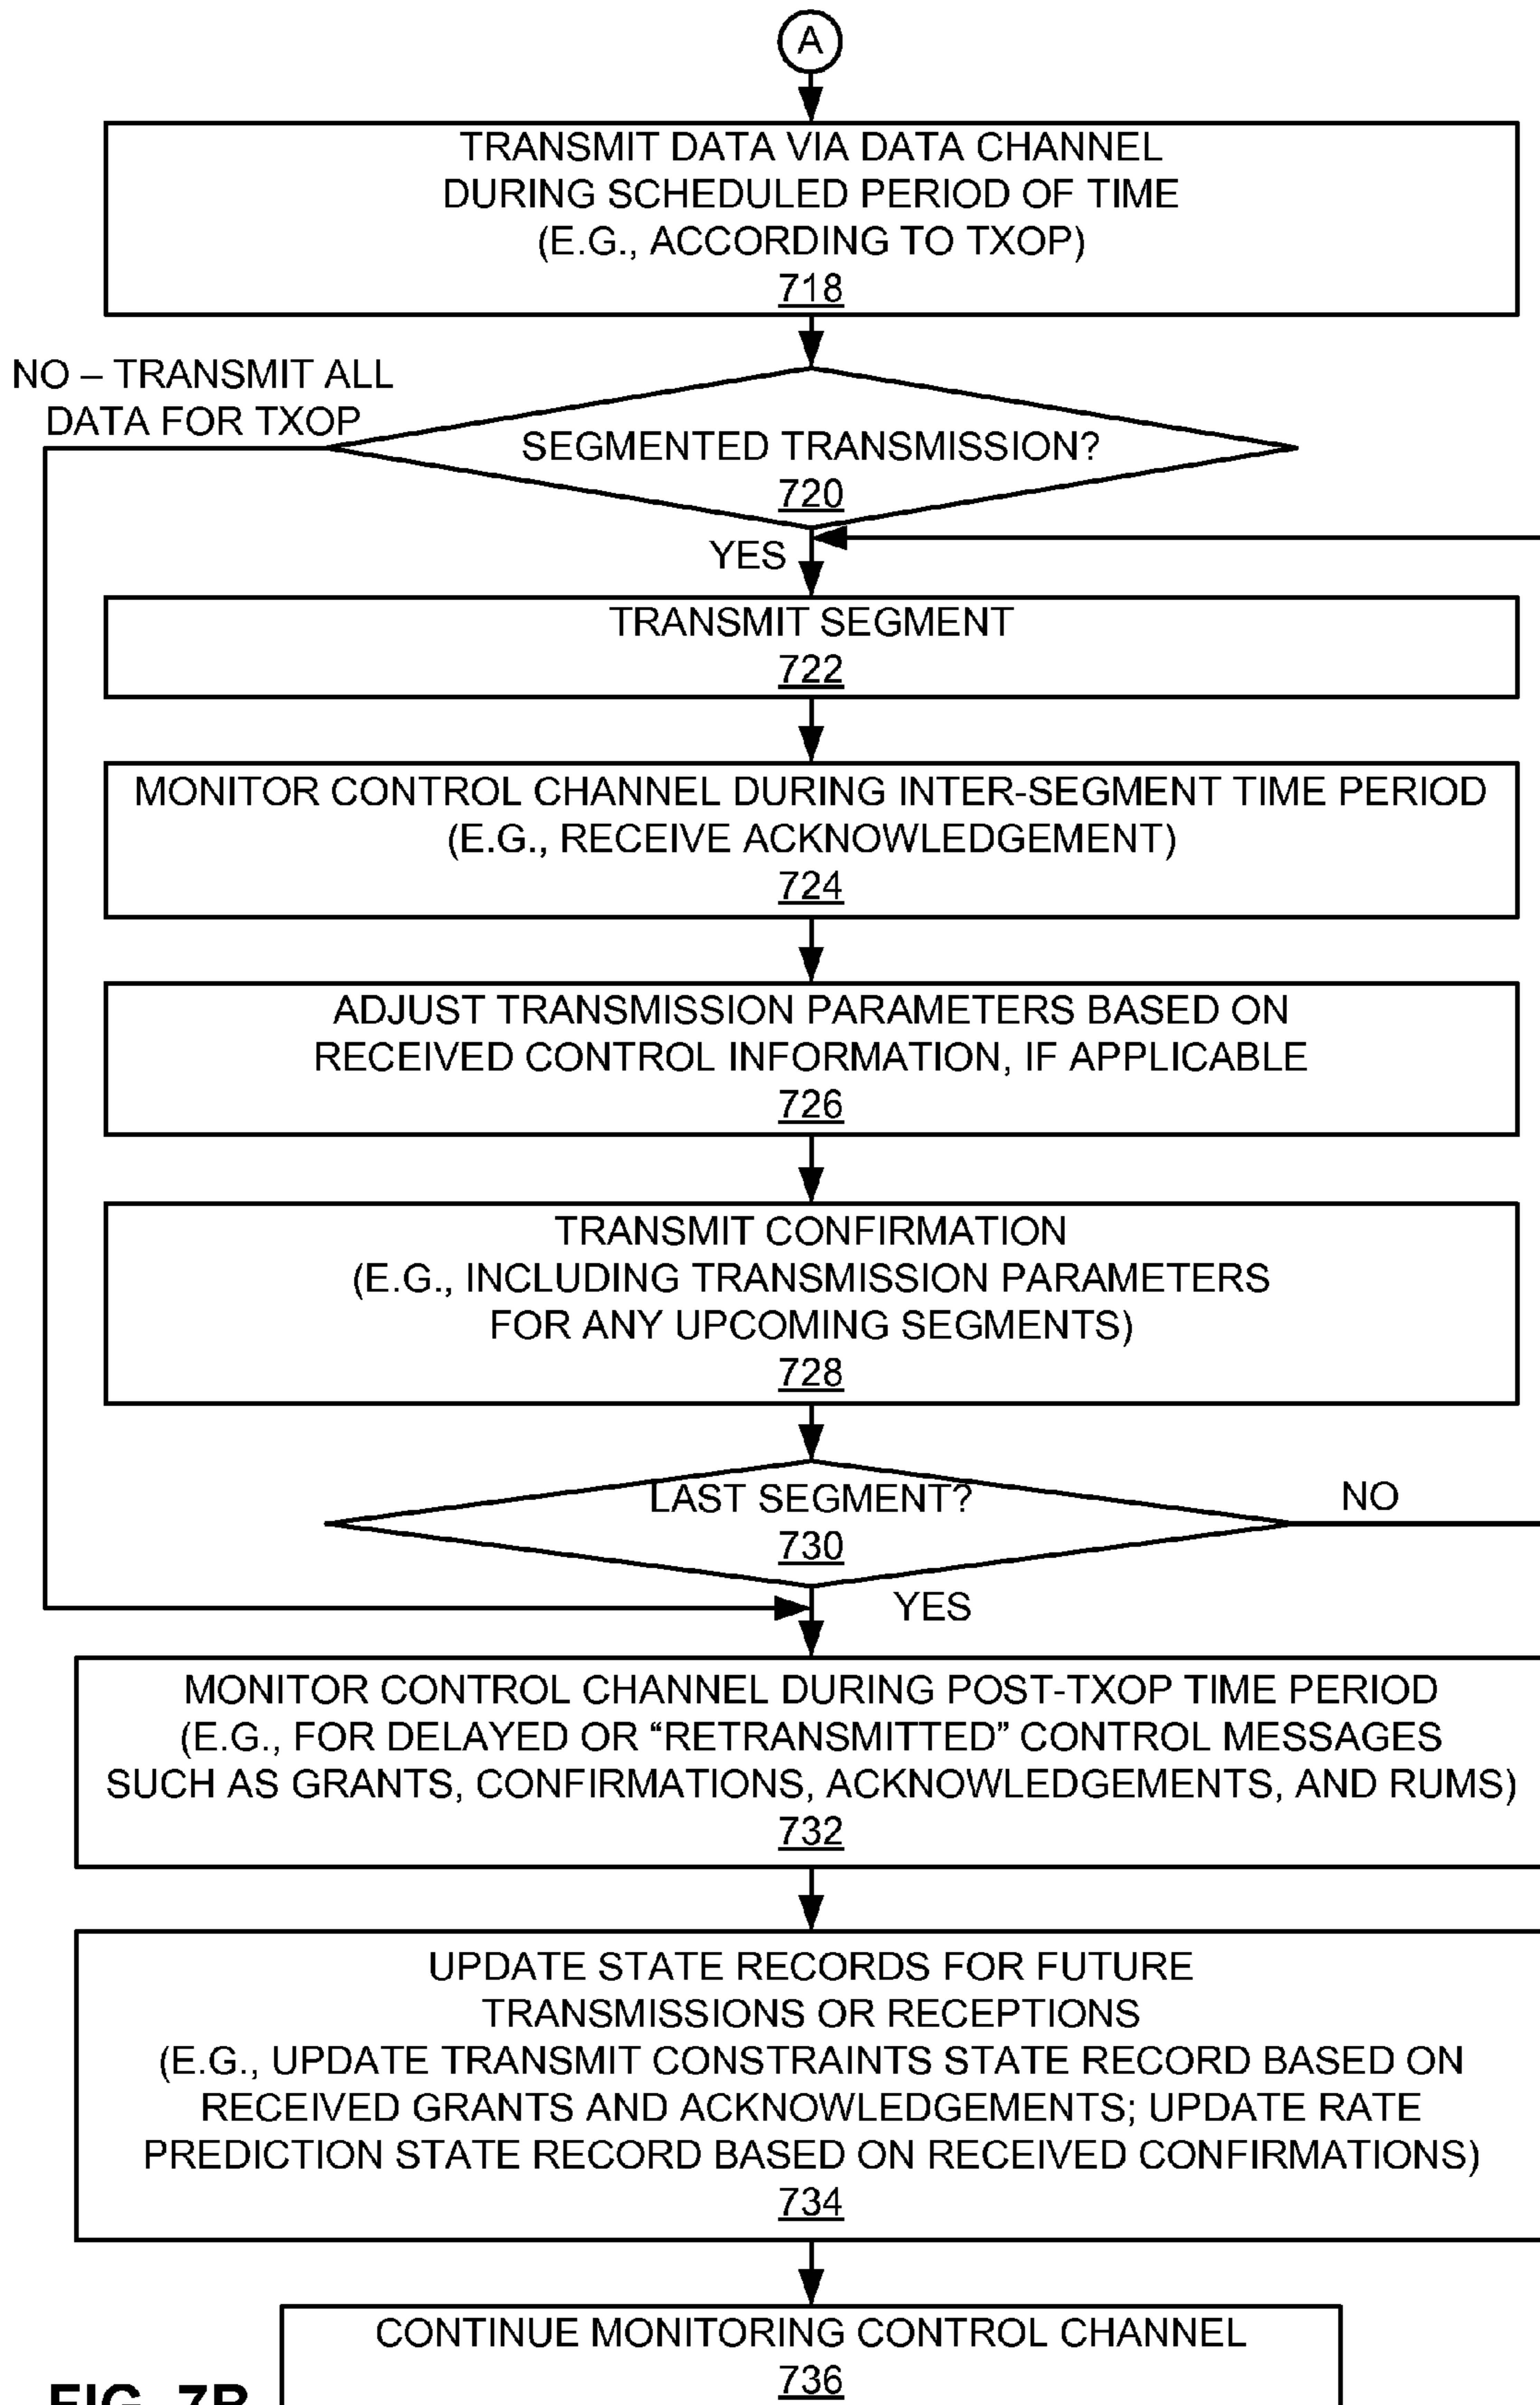 A
TRANSMIT DATA VIA DATA CHANNEL
DURING SCHEDULED PERIOD OF TIME
(E.G., ACCORDING TO TXOP)
718
NO – TRANSMIT ALL
DATA FOR TXOP
SEGMENTED TRANSMISSION?
720
YES
TRANSMIT SEGMENT
722
MONITOR CONTROL CHANNEL DURING INTER-SEGMENT TIME PERIOD
(E.G., RECEIVE ACKNOWLEDGEMENT)
724
ADJUST TRANSMISSION PARAMETERS BASED ON
RECEIVED CONTROL INFORMATION, IF APPLICABLE
726
TRANSMIT CONFIRMATION
(E.G., INCLUDING TRANSMISSION PARAMETERS
FOR ANY UPCOMING SEGMENTS)
728
LAST SEGMENT?
730
NO
YES
MONITOR CONTROL CHANNEL DURING POST-TXOP TIME PERIOD
(E.G., FOR DELAYED OR “RETRANSMITTED” CONTROL MESSAGES
SUCH AS GRANTS, CONFIRMATIONS, ACKNOWLEDGEMENTS, AND RUMS)
732
UPDATE STATE RECORDS FOR FUTURE
TRANSMISSIONS OR RECEPTIONS
(E.G., UPDATE TRANSMIT CONSTRAINTS STATE RECORD BASED ON
RECEIVED GRANTS AND ACKNOWLEDGEMENTS; UPDATE RATE
PREDICTION STATE RECORD BASED ON RECEIVED CONFIRMATIONS)
734
CONTINUE MONITORING CONTROL CHANNEL
736
FIG. 7B